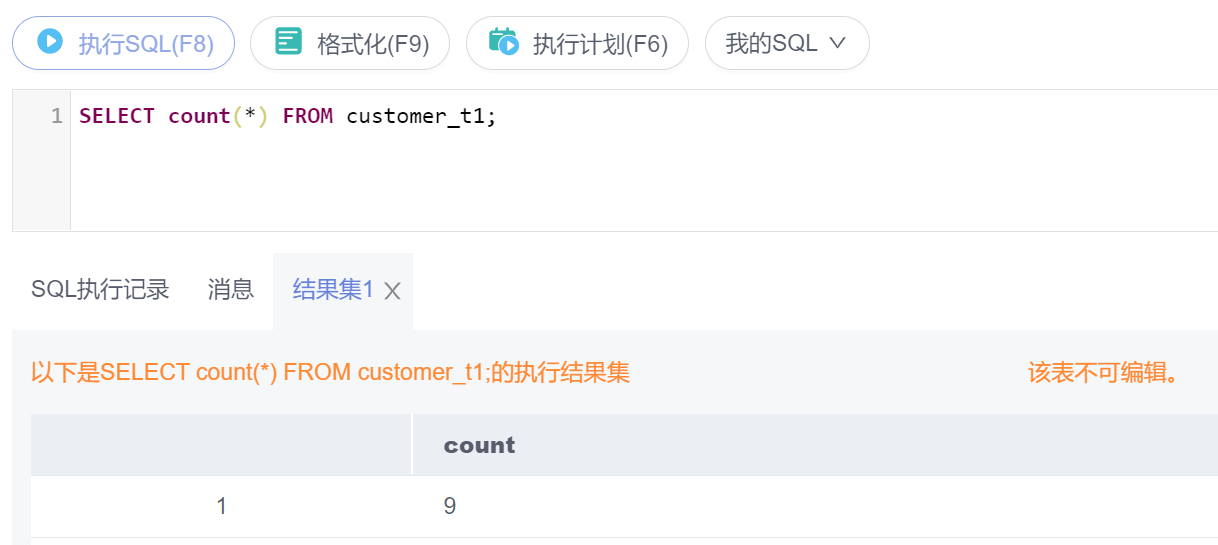 执行SQL(F8) 格式化(F9) 执行计划(F6) 我的SQL
1 SELECT count(*) FROM customer_t1;
SQL执行记录 消息 结果集1
以下是SELECT count(*) FROM customer_t1;的执行结果集 该表不可编辑。
count
1 9